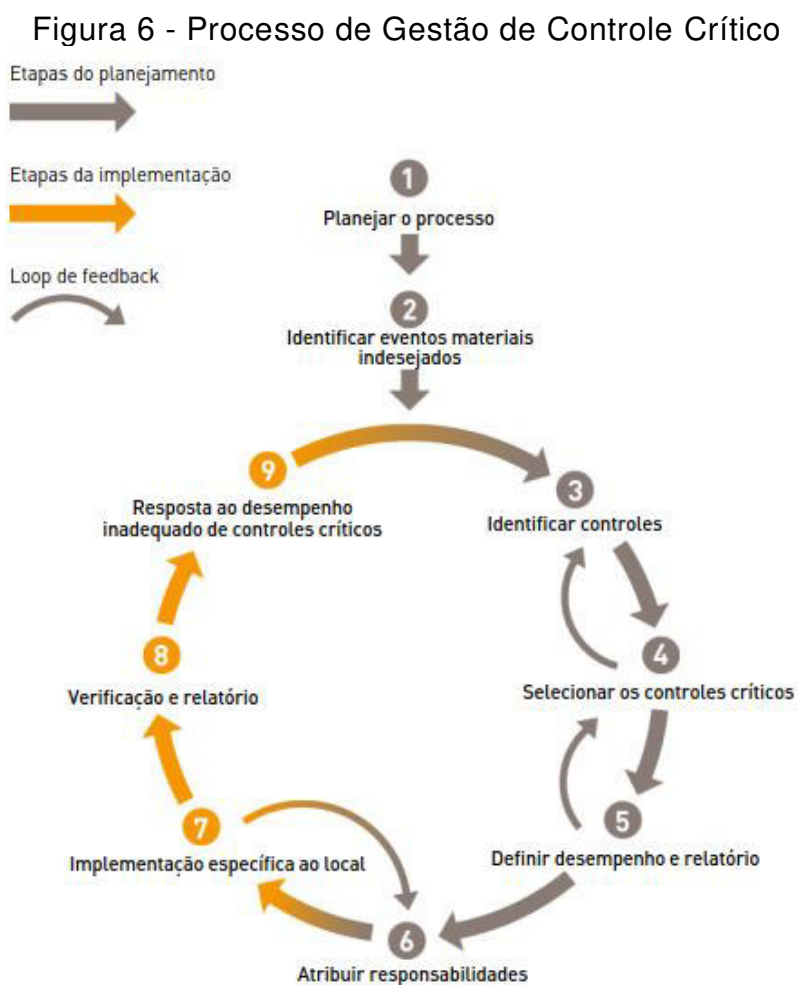 Figura 6 - Processo de Gestão de Controle Crítico
Etapas do planejamento
Etapas da implementação
Loop de feedback
1
Planejar o processo
2
Identificar eventos materiais
indesejados
3
Identificar controles
4
Selecionar os controles críticos
5
Definir desempenho e relatório
6
Atribuir responsabilidades
7
Implementação específica ao local
8
Verificação e relatório
9
Resposta ao desempenho
inadequado de controles críticos